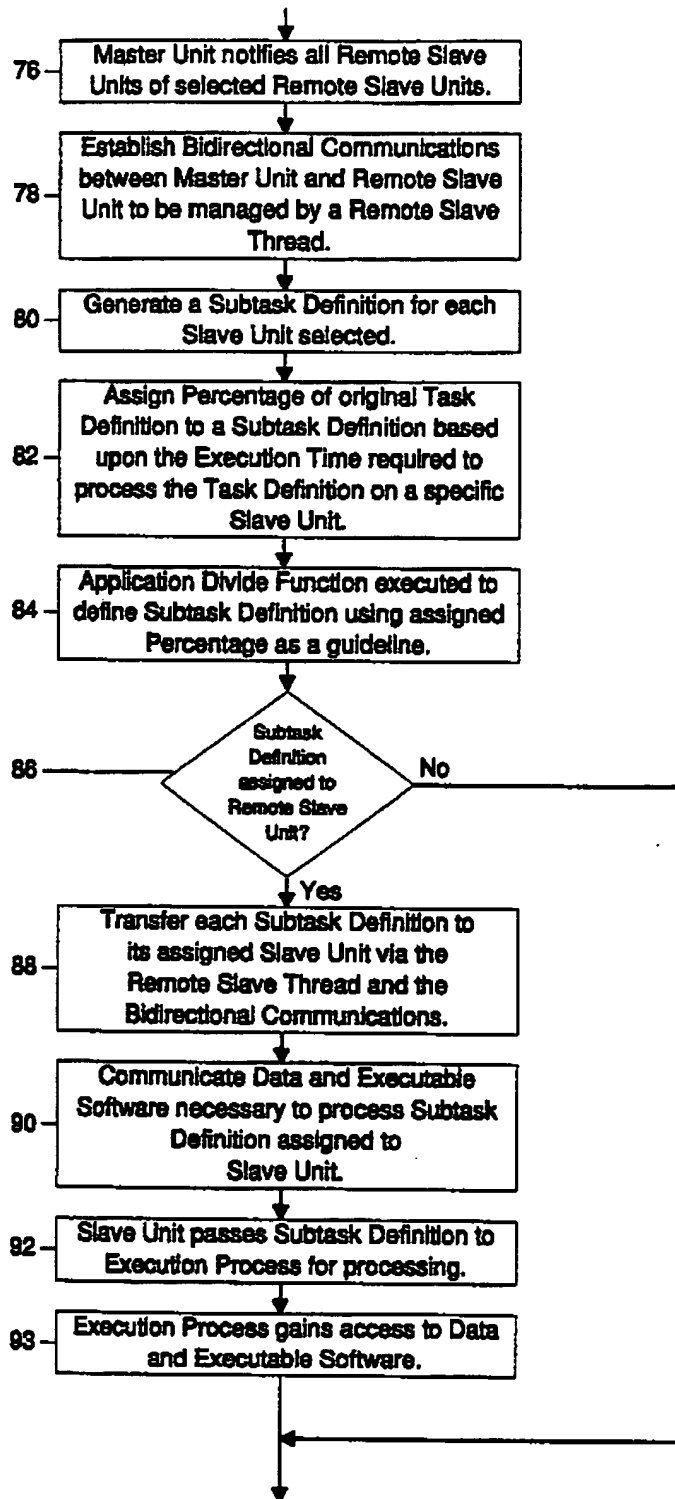 76
Master Unit notifies all Remote Slave
Units of selected Remote Slave Units.
78
Establish Bidirectional Communications
between Master Unit and Remote Slave
Unit to be managed by a Remote Slave
Thread.
80
Generate a Subtask Definition for each
Slave Unit selected.
82
Assign Percentage of original Task
Definition to a Subtask Definition based
upon the Execution Time required to
process the Task Definition on a specific
Slave Unit.
84
Application Divide Function executed to
define Subtask Definition using assigned
Percentage as a guideline.
86
Subtask
Definition
assigned to
Remote Slave
Unit?
No
Yes
88
Transfer each Subtask Definition to
its assigned Slave Unit via the
Remote Slave Thread and the
Bidirectional Communications.
90
Communicate Data and Executable
Software necessary to process Subtask
Definition assigned to
Slave Unit.
92
Slave Unit passes Subtask Definition to
Execution Process for processing.
93
Execution Process gains access to Data
and Executable Software.